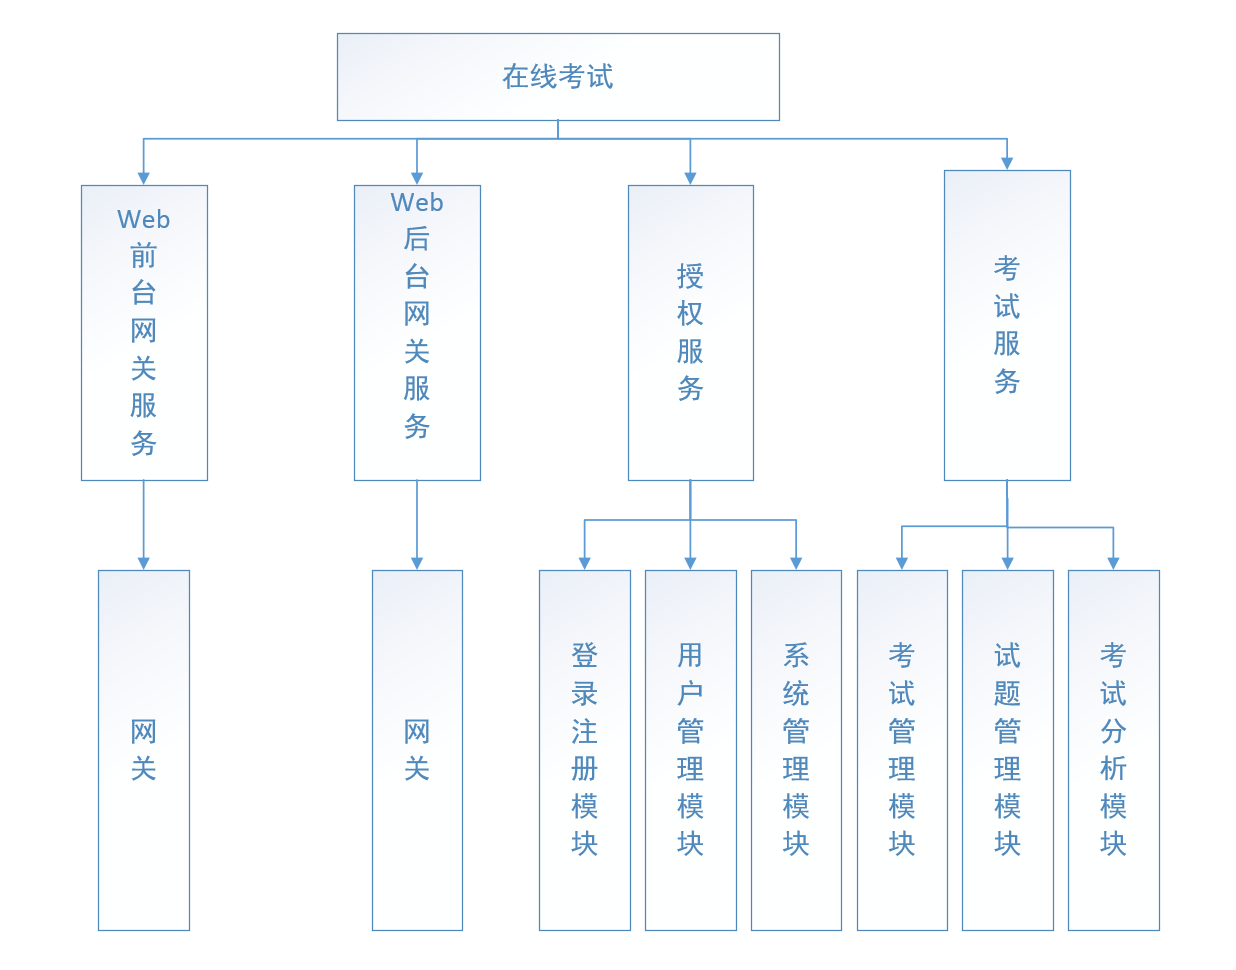 在线考试
Web
前
台
网
关
服
务
Web
后
台
网
关
服
务
授
权
服
务
考
试
服
务
网
关
网
关
登
录
注
册
模
块
用
户
管
理
模
块
系
统
管
理
模
块
考
试
管
理
模
块
试
题
管
理
模
块
考
试
分
析
模
块